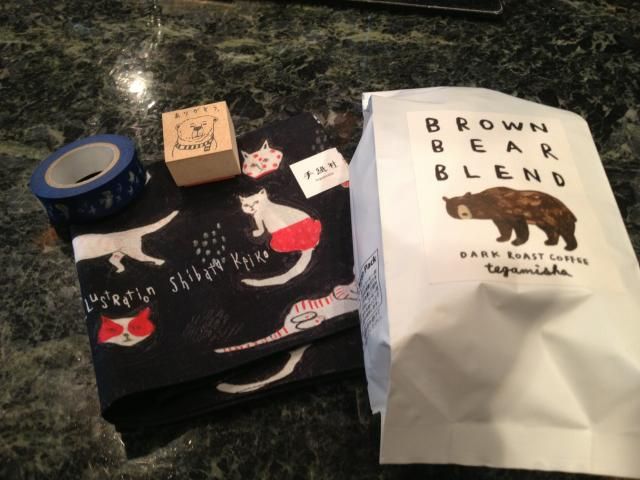 ありがとう
手紙社
LUSTRATION Shibata Keiko
BROWN
BEAR
BLEND
DARK ROAST COFFEE
tegamisha